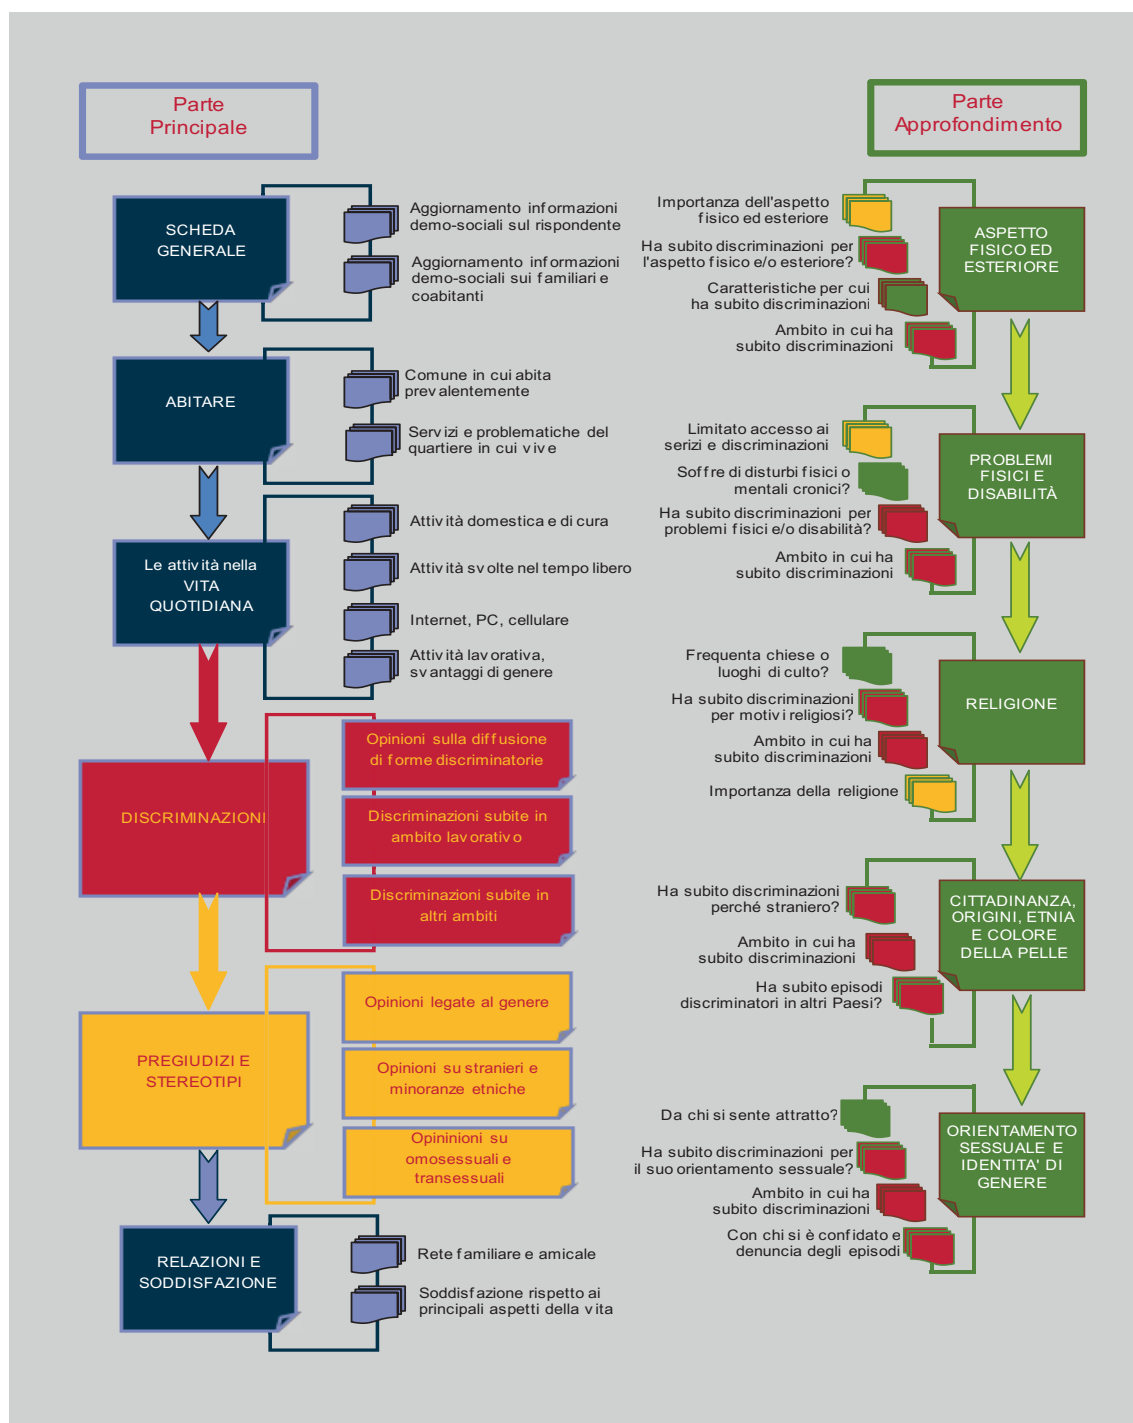 Parte
Principale
SCHEDA
GENERALE
Aggiornamento informazioni
demo-sociali sul rispondente
Aggiornamento informazioni
demo-sociali sui familiari e
coabitanti
ABITARE
Comune in cui abita
prevalentemente
Servizi e problematiche del
quartiere in cui vive
Le attività nella
VITA
QUOTIDIANA
Attività domestica e di cura
Attività svolte nel tempo libero
Internet, PC, cellulare
Attività lavorativa,
svantaggi di genere
DISCRIMINAZIONI
Opinioni sulla diffusione
di forme discriminatorie
Discriminazioni subite in
ambito lavorativo
Discriminazioni subite in
altri ambiti
PREGIUDIZI E
STEREOTIPI
Opinioni legate al genere
Opinioni su stranieri e
minoranze etniche
Opininioni su
omosessuali e
transessuali
RELAZIONI E
SODDISFAZIONE
Rete familiare e amicale
Soddisfazione rispetto ai
principali aspetti della vita
Parte
Approfondimento
Importanza dell'aspetto
fisico ed esteriore
Ha subito discriminazioni per
l'aspetto fisico e/o esteriore?
Caratteristiche per cui
ha subito discriminazioni
Ambito in cui ha
subito discriminazioni
ASPETTO
FISICO ED
ESTERIORE
Limitato accesso ai
serizi e discriminazioni
Soffre di disturbi fisici o
mentali cronici?
Ha subito discriminazioni per
problemi fisici e/o disabilità?
Ambito in cui ha
subito discriminazioni
PROBLEMI
FISICI E
DISABILITÀ
Frequenta chiese o
luoghi di culto?
Ha subito discriminazioni
per motivi religiosi?
Ambito in cui ha
subito discriminazioni
Importanza della religione
RELIGIONE
Ha subito discriminazioni
perché straniero?
Ambito in cui ha
subito discriminazioni
Ha subito episodi
discriminatori in altri Paesi?
CITTADINANZA,
ORIGINI, ETNIA
E COLORE
DELLA PELLE
Da chi si sente attratto?
Ha subito discriminazioni per
il suo orientamento sessuale?
Ambito in cui ha
subito discriminazioni
Con chi si è confidato e
denuncia degli episodi
ORIENTAMENTO
SESSUALE E
IDENTITA' DI
GENERE